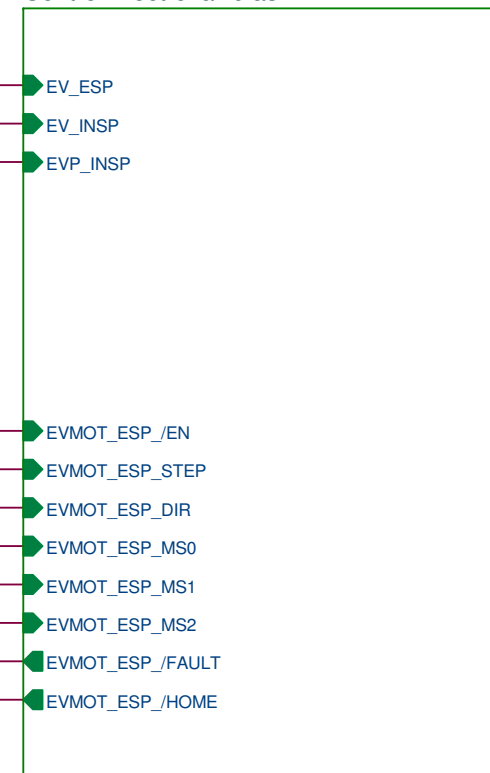 EV_ESP
EV_INSP
EVP_INSP
EVMOT_ESP_/EN
EVMOT_ESP_STEP
EVMOT_ESP_DIR
EVMOT_ESP_MS0
EVMOT_ESP_MS1
EVMOT_ESP_MS2
EVMOT_ESP_/FAULT
EVMOT_ESP_/HOME